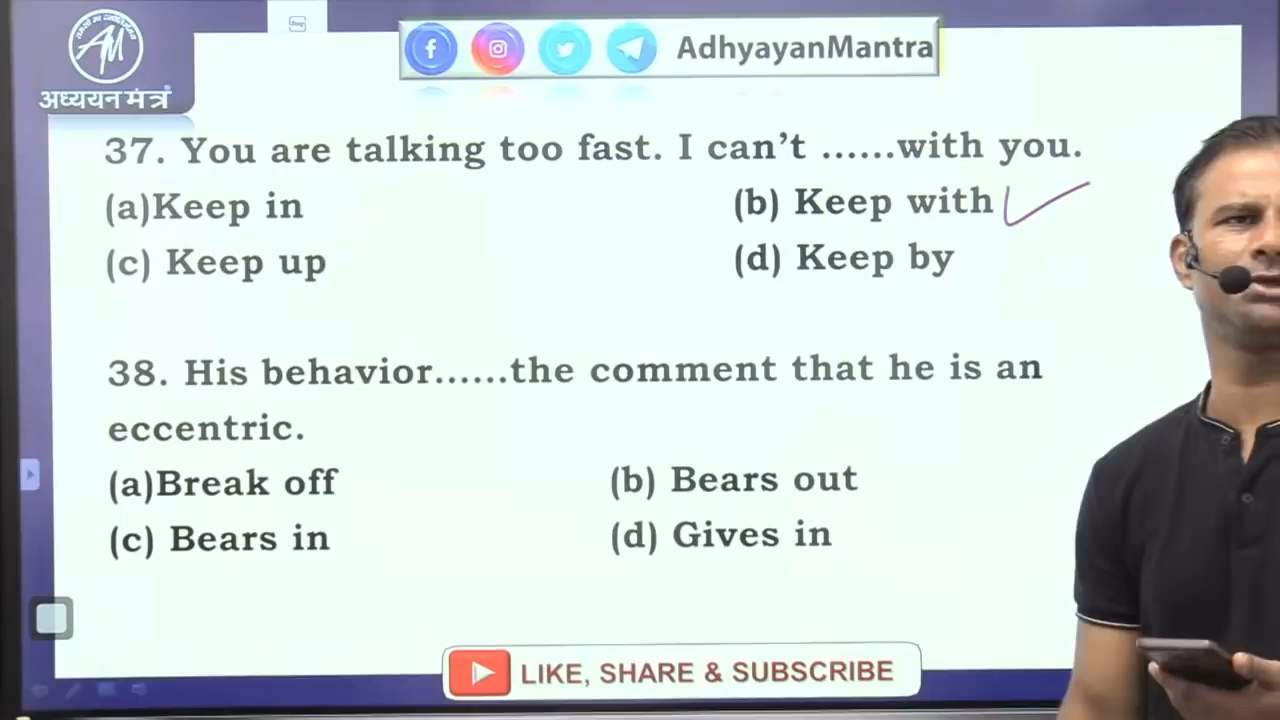 AM
अध्ययन मंत्रं
AdhyayanMantra
37. You are talking too fast. I can't ......with you.
(a)Keep in (b) Keep with
(c) Keep up (d) Keep by
38. His behavior......the comment that he is an
eccentric.
(a)Break off (b) Bears out
(c) Bears in (d) Gives in
LIKE, SHARE & SUBSCRIBE